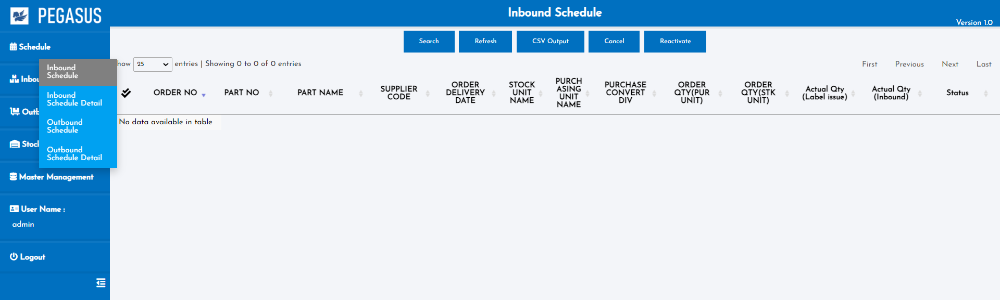 PEGASUS
Inbound Schedule
Version 1.0
Schedule
Inbound
Schedule
Inbound
Schedule Detail
Outbound
Schedule
Outbound
Schedule Detail
Inbou
Outb
Stock
Master Management
User Name :
admin
Logout
Search Refresh CSV Output Cancel Reactivate
how 25 entries | Showing 0 to 0 of 0 entries
First Previous Next Last
ORDER NO
PART NO
PART NAME
SUPPLIER
CODE
ORDER
DELIVERY
DATE
STOCK
UNIT
NAME
PURCH
ASING
UNIT
NAME
PURCHASE
CONVERT
DIV
ORDER
QTY(PUR
UNIT)
ORDER
QTY(STK
UNIT)
Actual Qty
(Label issue)
Actual Qty
(Inbound)
Status
No data available in table